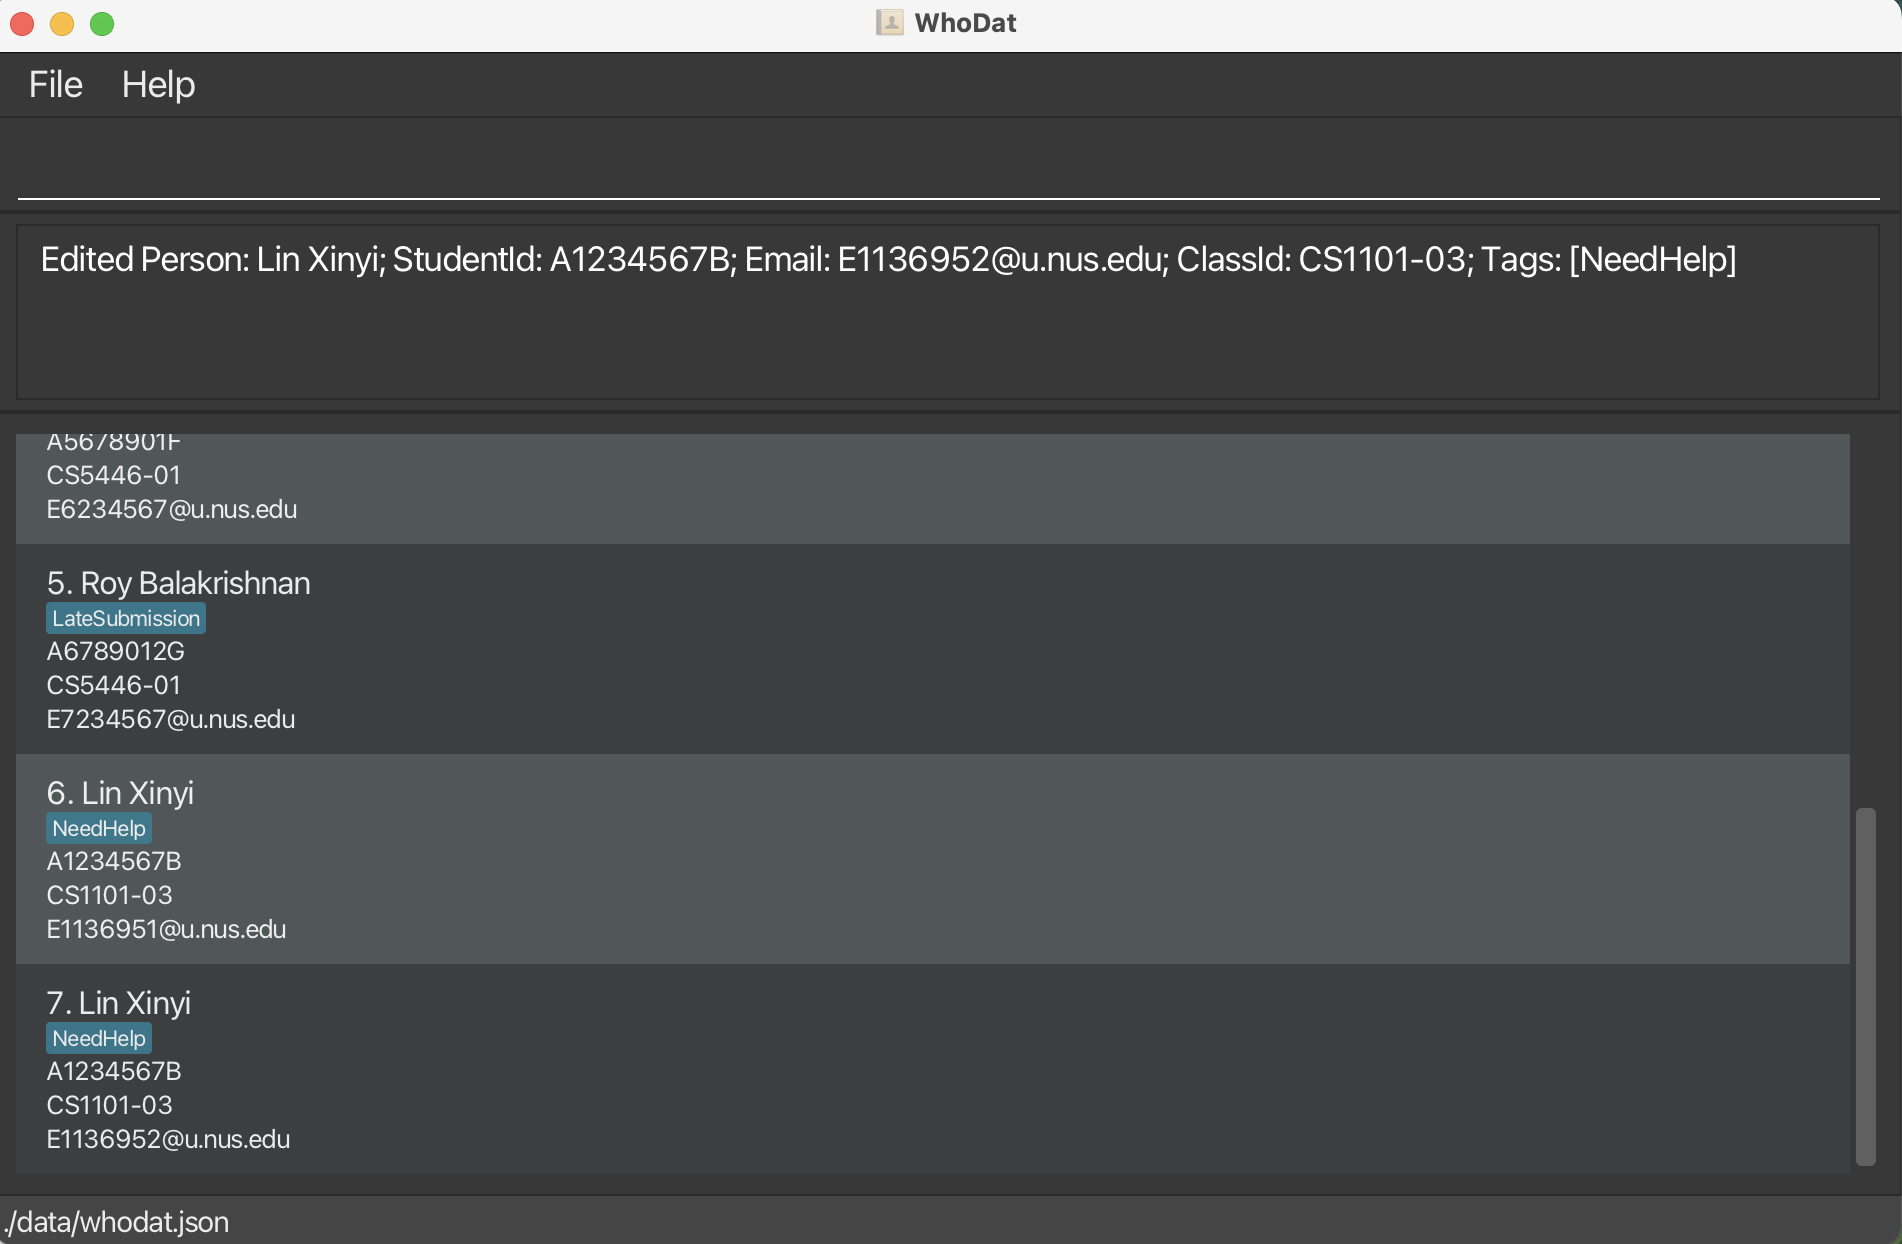 WhoDat
File Help
Edited Person: Lin Xinyi; StudentId: A1234567B; Email: E1136952@u.nus.edu; ClassId: CS1101-03; Tags: [NeedHelp]
A5678901F
CS5446-01
E6234567@u.nus.edu
5. Roy Balakrishnan
LateSubmission
A6789012G
CS5446-01
E7234567@u.nus.edu
6. Lin Xinyi
NeedHelp
A1234567B
CS1101-03
E1136951@u.nus.edu
7. Lin Xinyi
NeedHelp
A1234567B
CS1101-03
E1136952@u.nus.edu
./data/whodat.json